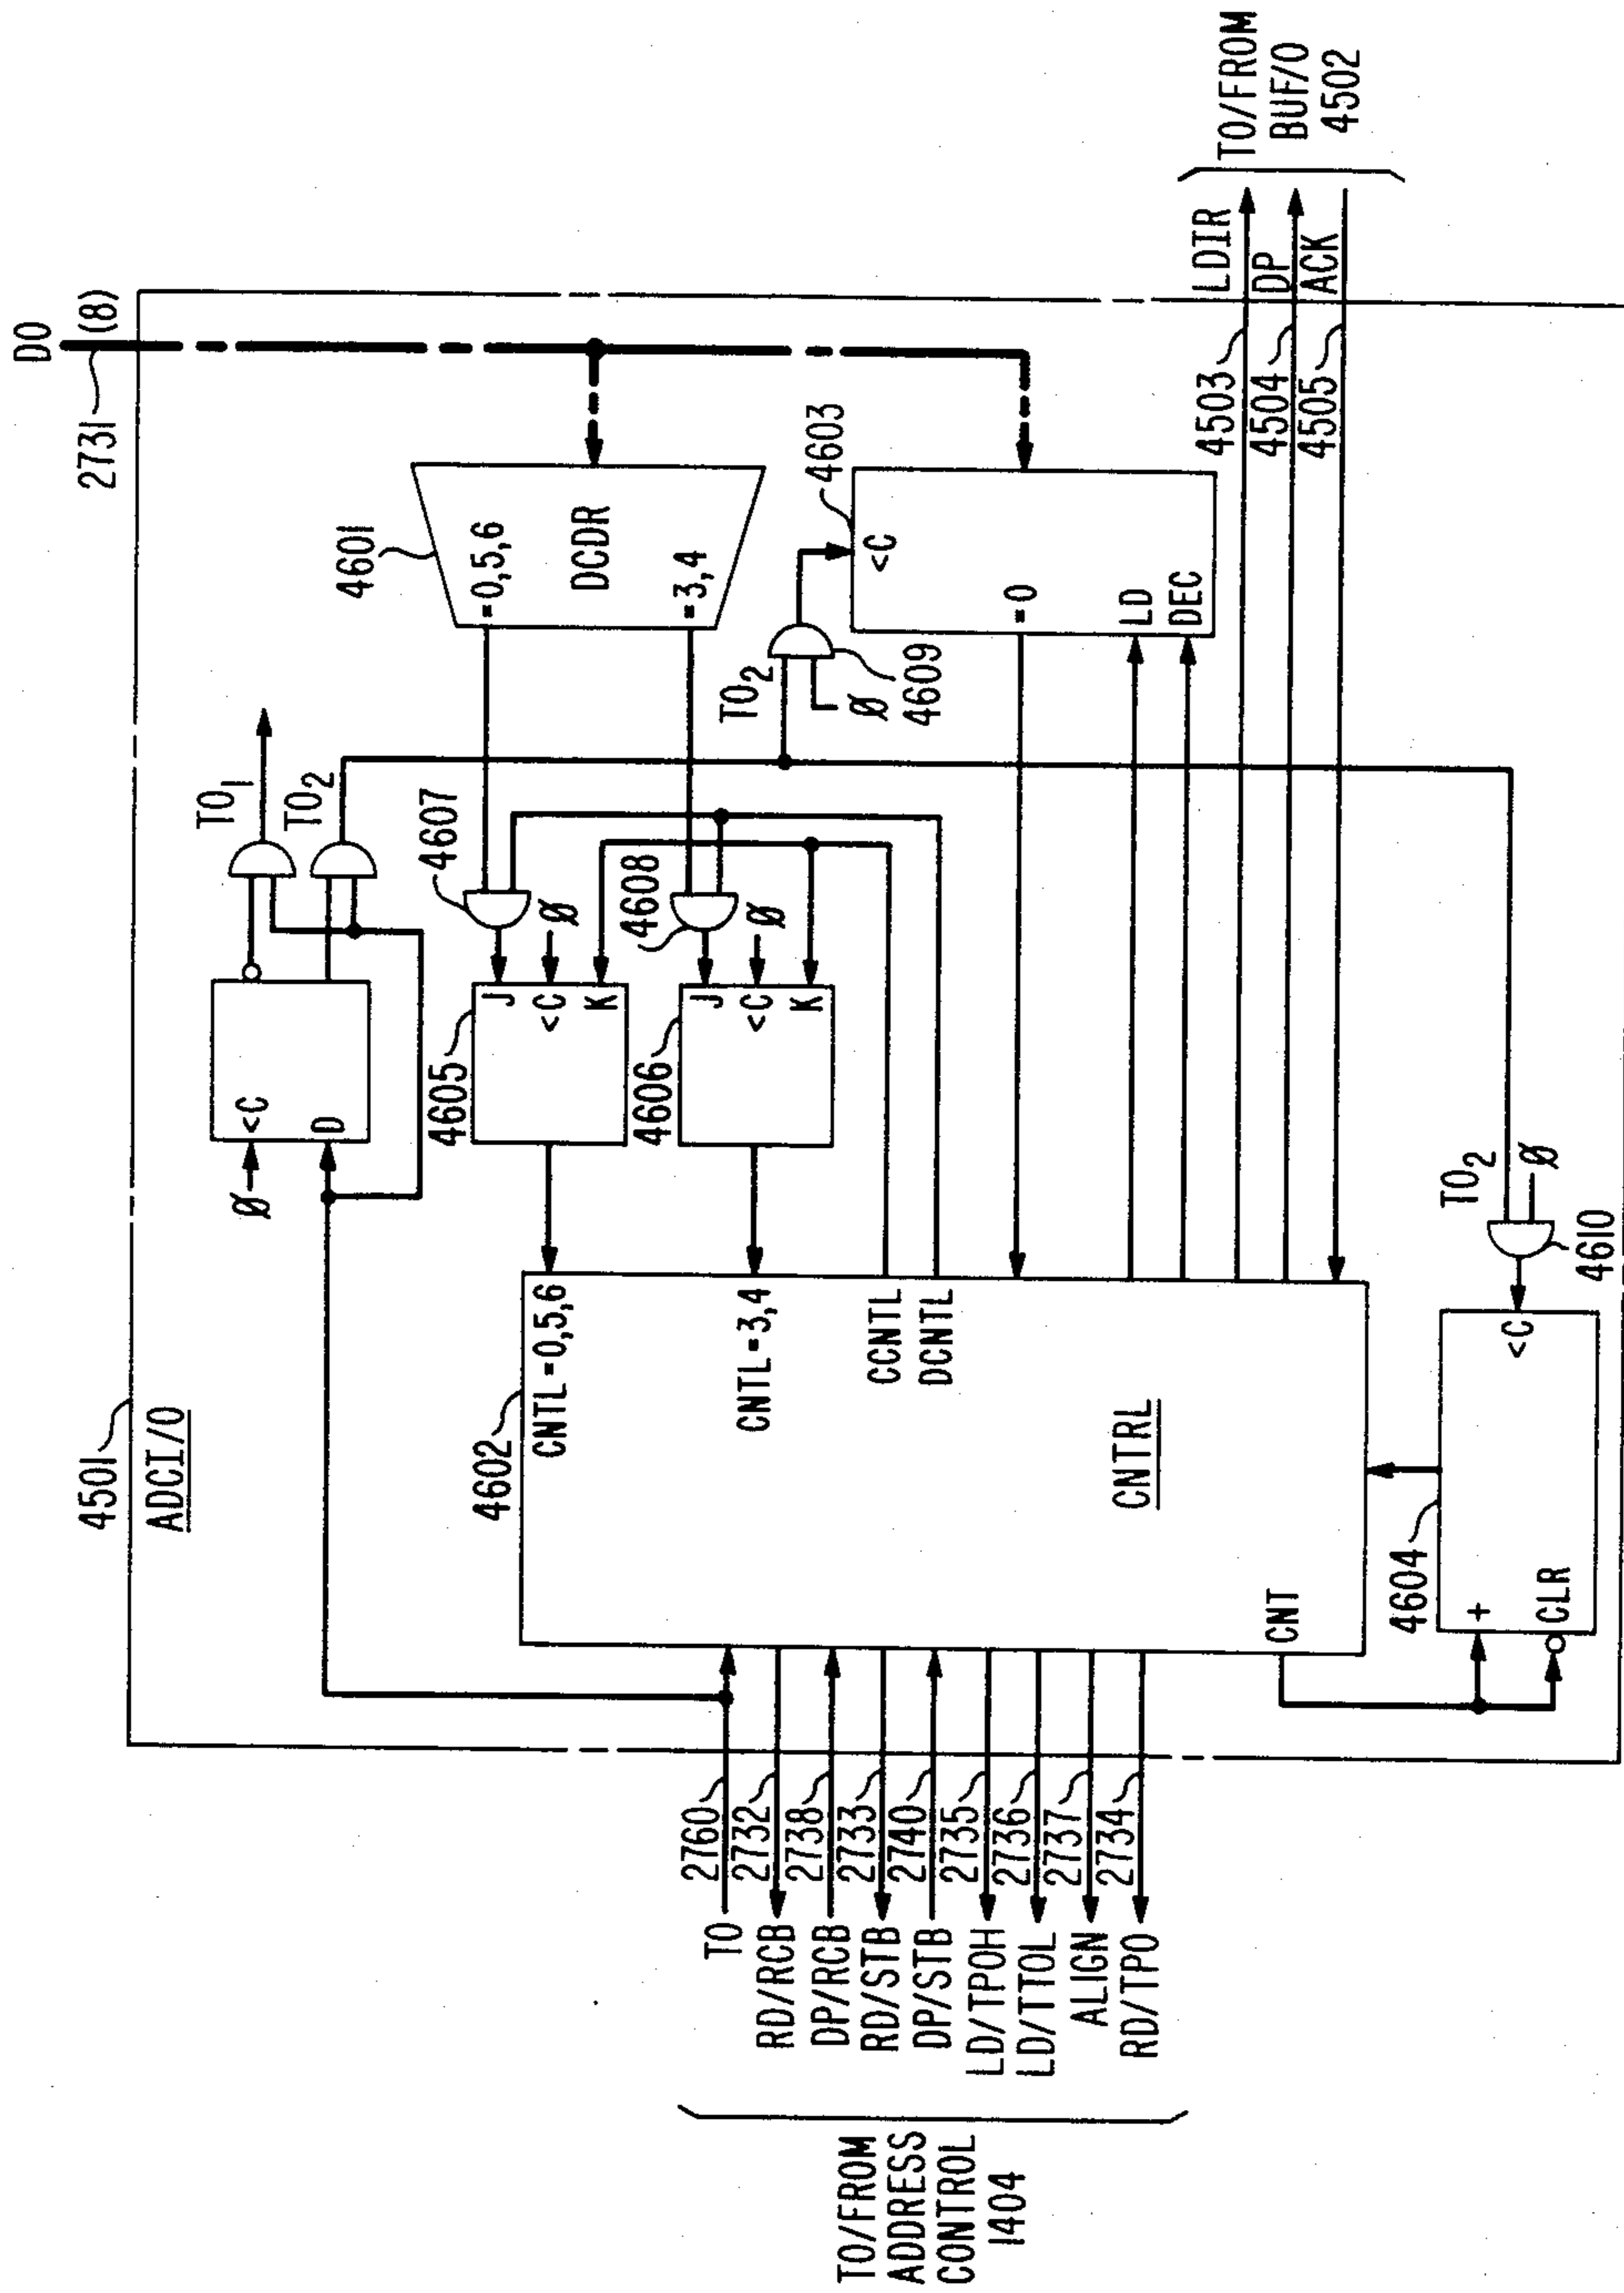 DO
2731
(8)
4501
ADCI/O
TO1
TO2
4601
=0,5,6
DCDR
=3,4
4607
4608
Ø
<C
D
4605
J
<C
K
Ø
4606
J
<C
K
Ø
TO2
Ø
4609
4603
<C
=0
LD
DEC
4602
CNTL=0,5,6
CNTL=3,4
CCNTL
DCNTL
CNTRL
CNT
4503
LDIR
4504
DP
4505
ACK
TO/FROM
BUF/O
4502
TO2
Ø
4610
4604
<C
+
CLR
TO
2760
RD/RCB
2732
DP/RCB
2738
RD/STB
2733
DP/STB
2740
LD/TPOH
2735
LD/TTOL
2736
ALIGN
2737
RD/TPO
2734
TO/FROM
ADDRESS
CONTROL
1404